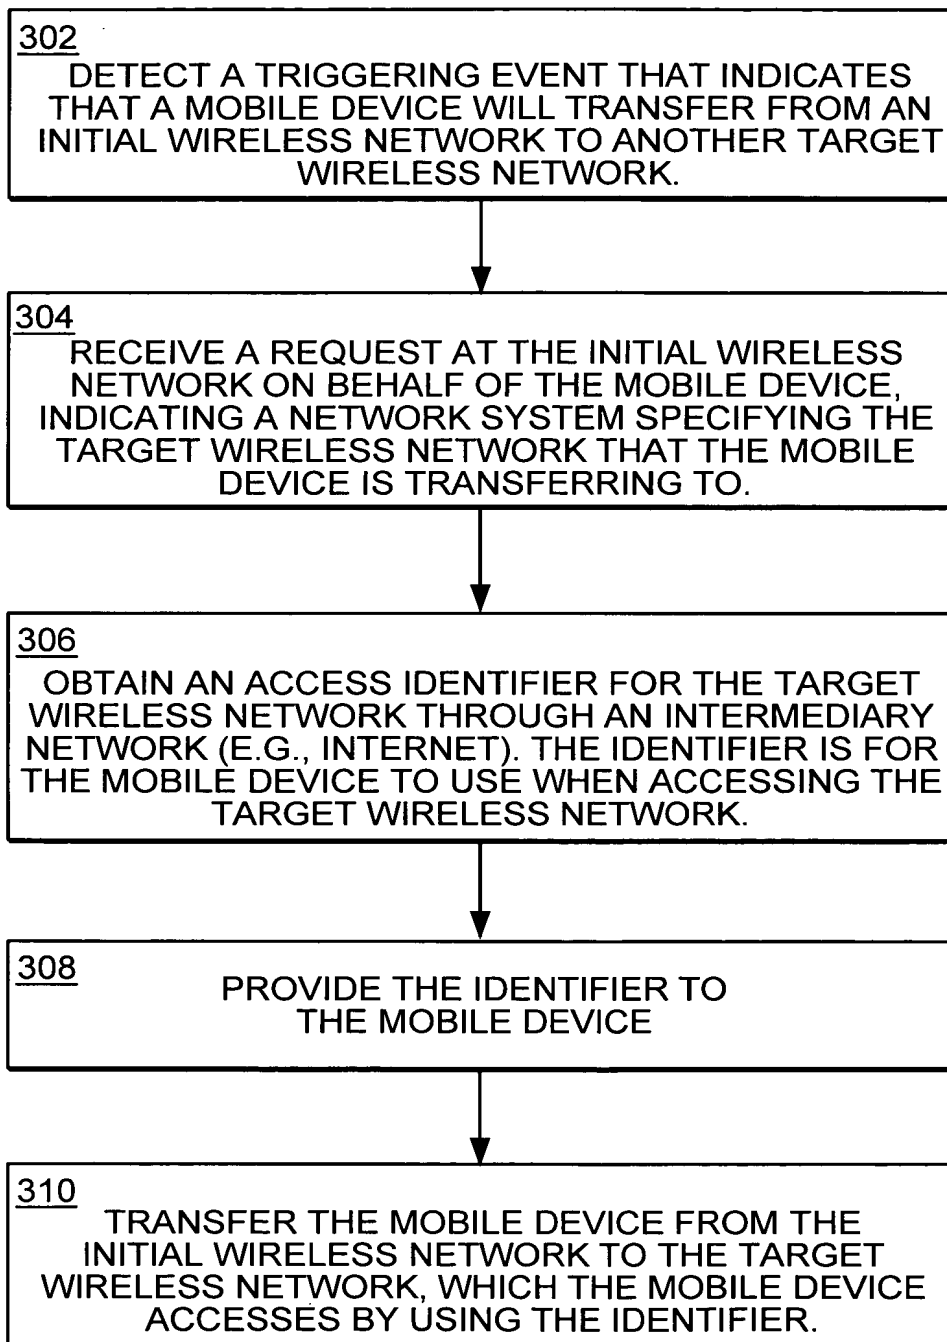 302
DETECT A TRIGGERING EVENT THAT INDICATES
THAT A MOBILE DEVICE WILL TRANSFER FROM AN
INITIAL WIRELESS NETWORK TO ANOTHER TARGET
WIRELESS NETWORK.
304
RECEIVE A REQUEST AT THE INITIAL WIRELESS
NETWORK ON BEHALF OF THE MOBILE DEVICE,
INDICATING A NETWORK SYSTEM SPECIFYING THE
TARGET WIRELESS NETWORK THAT THE MOBILE
DEVICE IS TRANSFERRING TO.
306
OBTAIN AN ACCESS IDENTIFIER FOR THE TARGET
WIRELESS NETWORK THROUGH AN INTERMEDIARY
NETWORK (E.G., INTERNET). THE IDENTIFIER IS FOR
THE MOBILE DEVICE TO USE WHEN ACCESSING THE
TARGET WIRELESS NETWORK.
308
PROVIDE THE IDENTIFIER TO
THE MOBILE DEVICE
310
TRANSFER THE MOBILE DEVICE FROM THE
INITIAL WIRELESS NETWORK TO THE TARGET
WIRELESS NETWORK, WHICH THE MOBILE DEVICE
ACCESSES BY USING THE IDENTIFIER.